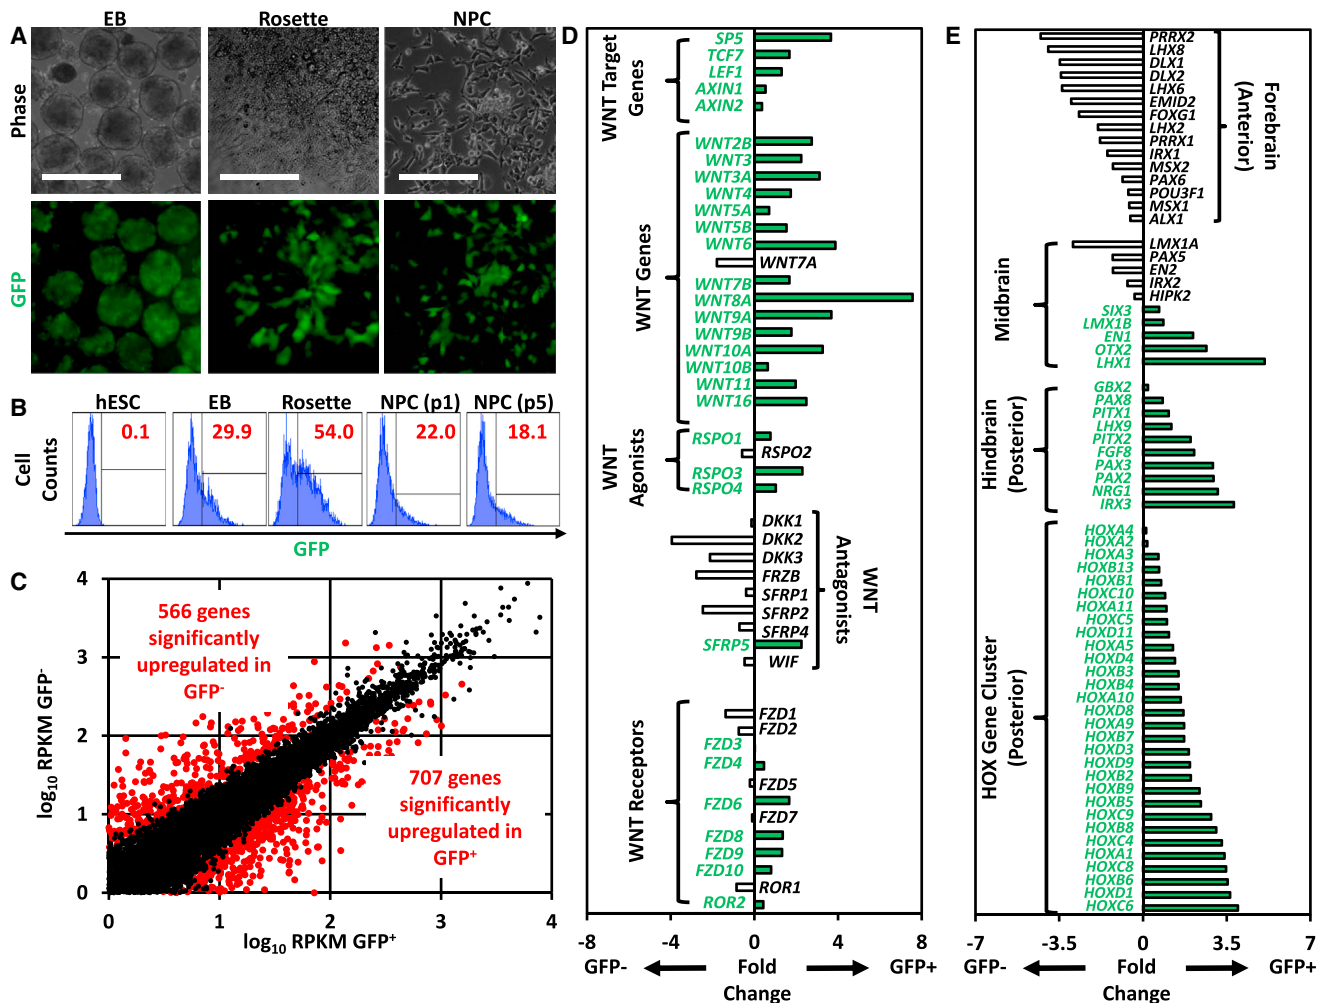 A
EB
Rosette
NPC
Phase
GFP
B
hESC
EB
Rosette
NPC (p1)
NPC (p5)
0.1
29.9
54.0
22.0
18.1
Cell
Counts
GFP
C
4
3
2
1
0
log10 RPKM GFP-
566 genes
significantly
upregulated in
GFP-
707 genes
significantly
upregulated in
GFP+
0
1
2
3
4
log10 RPKM GFP+
D
WNT Target
Genes
SP5
TCF7
LEF1
AXIN1
AXIN2
WNT Genes
WNT2B
WNT3
WNT3A
WNT4
WNT5A
WNT5B
WNT6
WNT7A
WNT7B
WNT8A
WNT9A
WNT9B
WNT10A
WNT10B
WNT11
WNT16
WNT
Agonists
RSPO1
RSPO2
RSPO3
RSPO4
DKK1
DKK2
DKK3
FRZB
SFRP1
SFRP2
SFRP4
SFRP5
WIF
WNT
Antagonists
WNT Receptors
FZD1
FZD2
FZD3
FZD4
FZD5
FZD6
FZD7
FZD8
FZD9
FZD10
ROR1
ROR2
-8
-4
0
4
8
GFP-
Fold
Change
GFP+
E
PRRX2
LHX8
DLX1
DLX2
LHX6
EMID2
FOXG1
LHX2
PRRX1
IRX1
MSX2
PAX6
POU3F1
MSX1
ALX1
Forebrain
(Anterior)
Midbrain
LMX1A
PAX5
EN2
IRX2
HIPK2
SIX3
LMX1B
EN1
OTX2
LHX1
Hindbrain
(Posterior)
GBX2
PAX8
PITX1
LHX9
PITX2
FGF8
PAX3
PAX2
NRG1
IRX3
HOX Gene Cluster
(Posterior)
HOXA4
HOXA2
HOXA3
HOXB13
HOXB1
HOXC10
HOXA11
HOXC5
HOXD11
HOXA5
HOXD4
HOXB3
HOXB4
HOXA10
HOXD8
HOXA9
HOXB7
HOXD3
HOXD9
HOXB2
HOXB9
HOXB5
HOXC9
HOXB8
HOXC4
HOXA1
HOXC8
HOXB6
HOXD1
HOXC6
-7
-3.5
0
3.5
7
GFP-
Fold
Change
GFP+